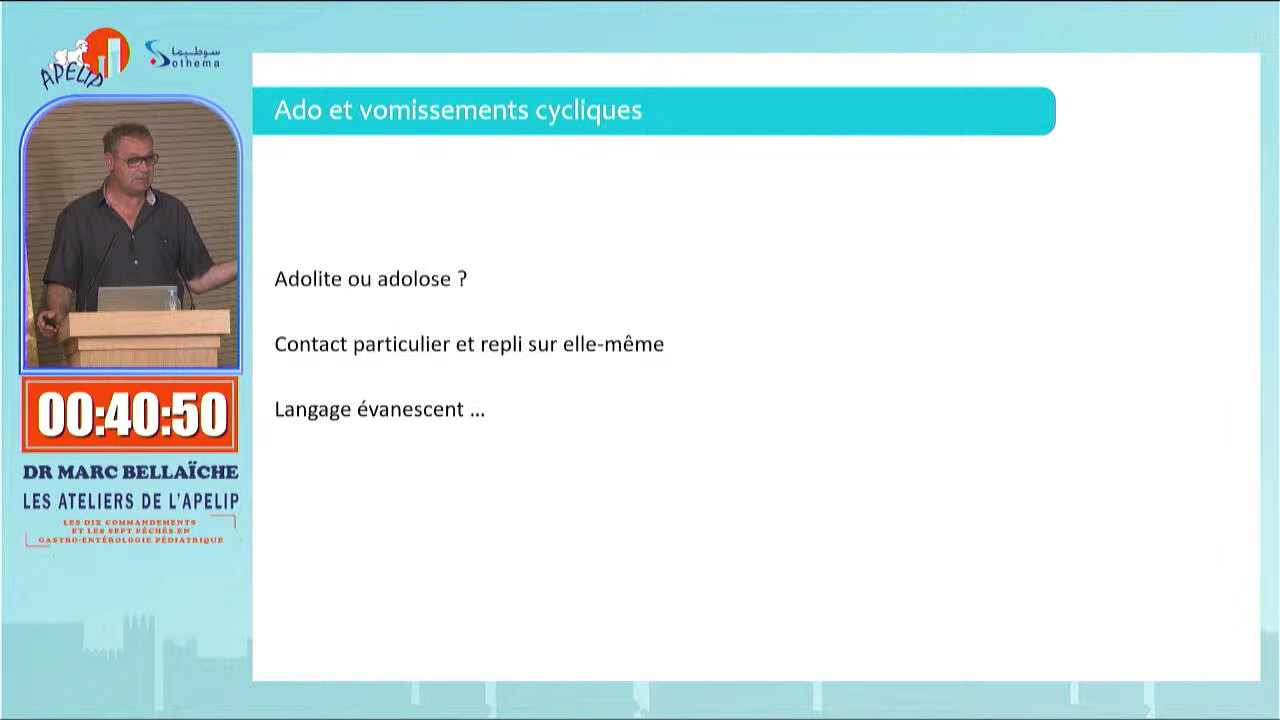 APELIP
سوطيما
Sothema
Ado et vomissements cycliques
Adolite ou adolose ?
Contact particulier et repli sur elle-même
Langage évanescent ...
00:40:50
DR MARC BELLAÏCHE
LES ATELIERS DE L'APELIP
LES DIX COMMANDEMENTS
ET LES SEPT PÉCHÉS EN
GASTRO-ENTÉROLOGIE PÉDIATRIQUE